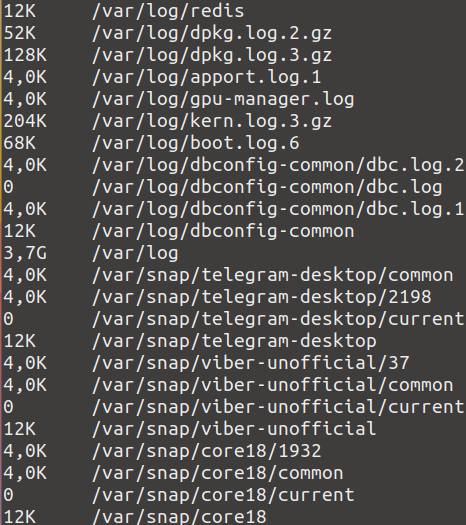 12K /var/log/redis
52K /var/log/dpkg.log.2.gz
128K /var/log/dpkg.log.3.gz
4,0K /var/log/apport.log.1
4,0K /var/log/gpu-manager.log
204K /var/log/kern.log.3.gz
68K /var/log/boot.log.6
4,0K /var/log/dbconfig-common/dbc.log.2
0 /var/log/dbconfig-common/dbc.log
4,0K /var/log/dbconfig-common/dbc.log.1
12K /var/log/dbconfig-common
3,7G /var/log
4,0K /var/snap/telegram-desktop/common
4,0K /var/snap/telegram-desktop/2198
0 /var/snap/telegram-desktop/current
12K /var/snap/telegram-desktop
4,0K /var/snap/viber-unofficial/37
4,0K /var/snap/viber-unofficial/common
0 /var/snap/viber-unofficial/current
12K /var/snap/viber-unofficial
4,0K /var/snap/core18/1932
4,0K /var/snap/core18/common
0 /var/snap/core18/current
12K /var/snap/core18